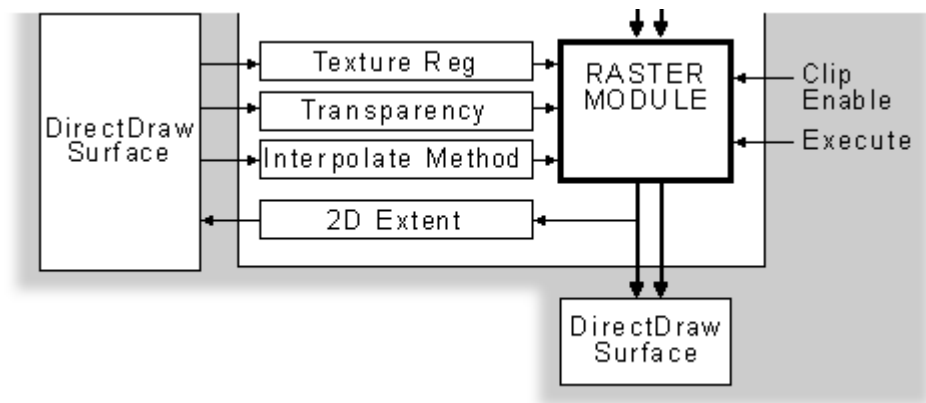 DirectDraw
Surface
Texture Reg
Transparency
Interpolate Method
2D Extent
RASTER
MODULE
Clip
Enable
Execute
DirectDraw
Surface